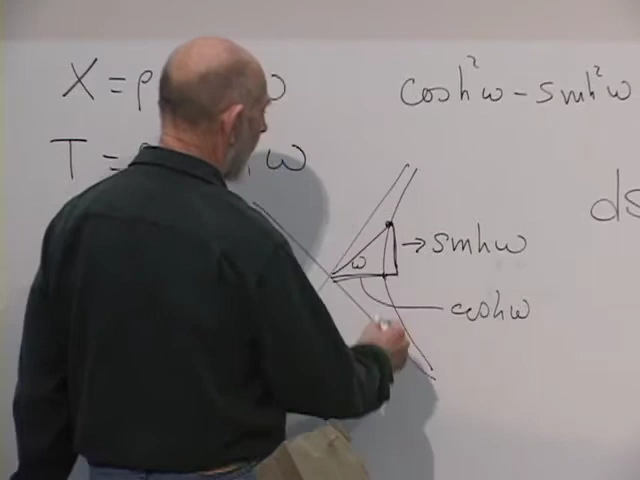 X = ρ ω
cosh²ω - sinh²ω
T = h ω
ds
ω
→ sinhω
coshω